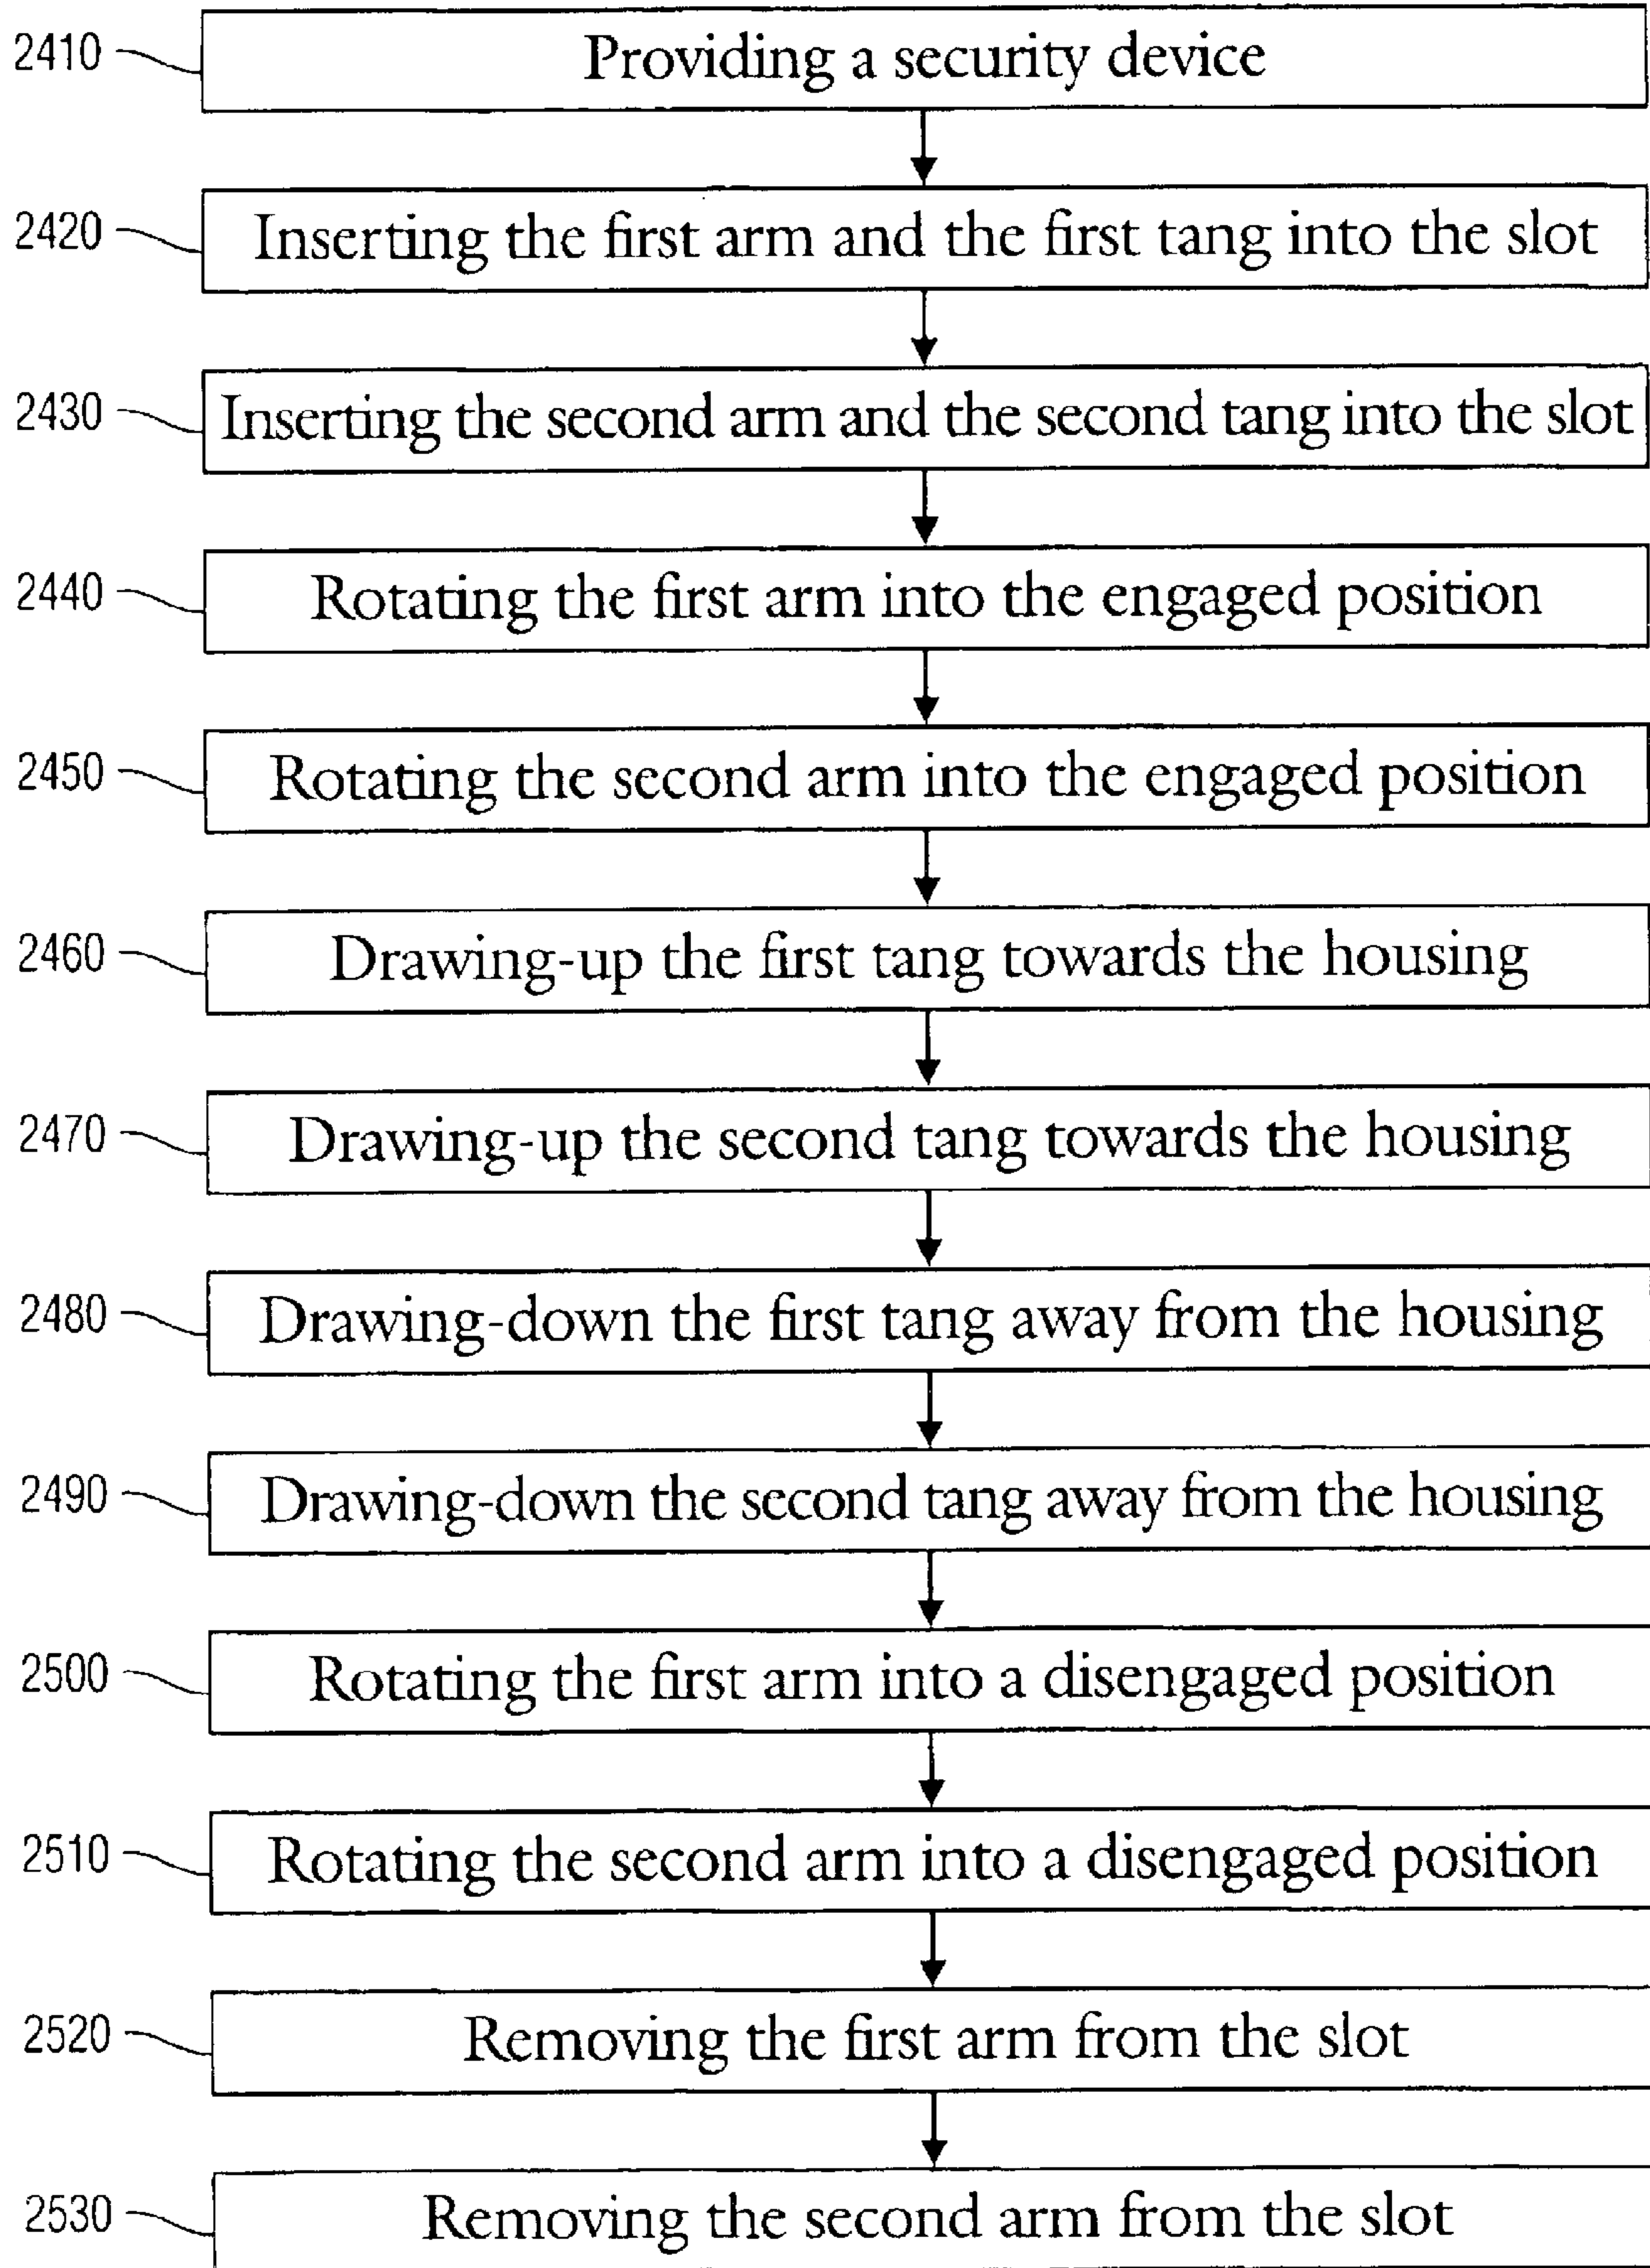 2410 Providing a security device
2420 Inserting the first arm and the first tang into the slot
2430 Inserting the second arm and the second tang into the slot
2440 Rotating the first arm into the engaged position
2450 Rotating the second arm into the engaged position
2460 Drawing-up the first tang towards the housing
2470 Drawing-up the second tang towards the housing
2480 Drawing-down the first tang away from the housing
2490 Drawing-down the second tang away from the housing
2500 Rotating the first arm into a disengaged position
2510 Rotating the second arm into a disengaged position
2520 Removing the first arm from the slot
2530 Removing the second arm from the slot